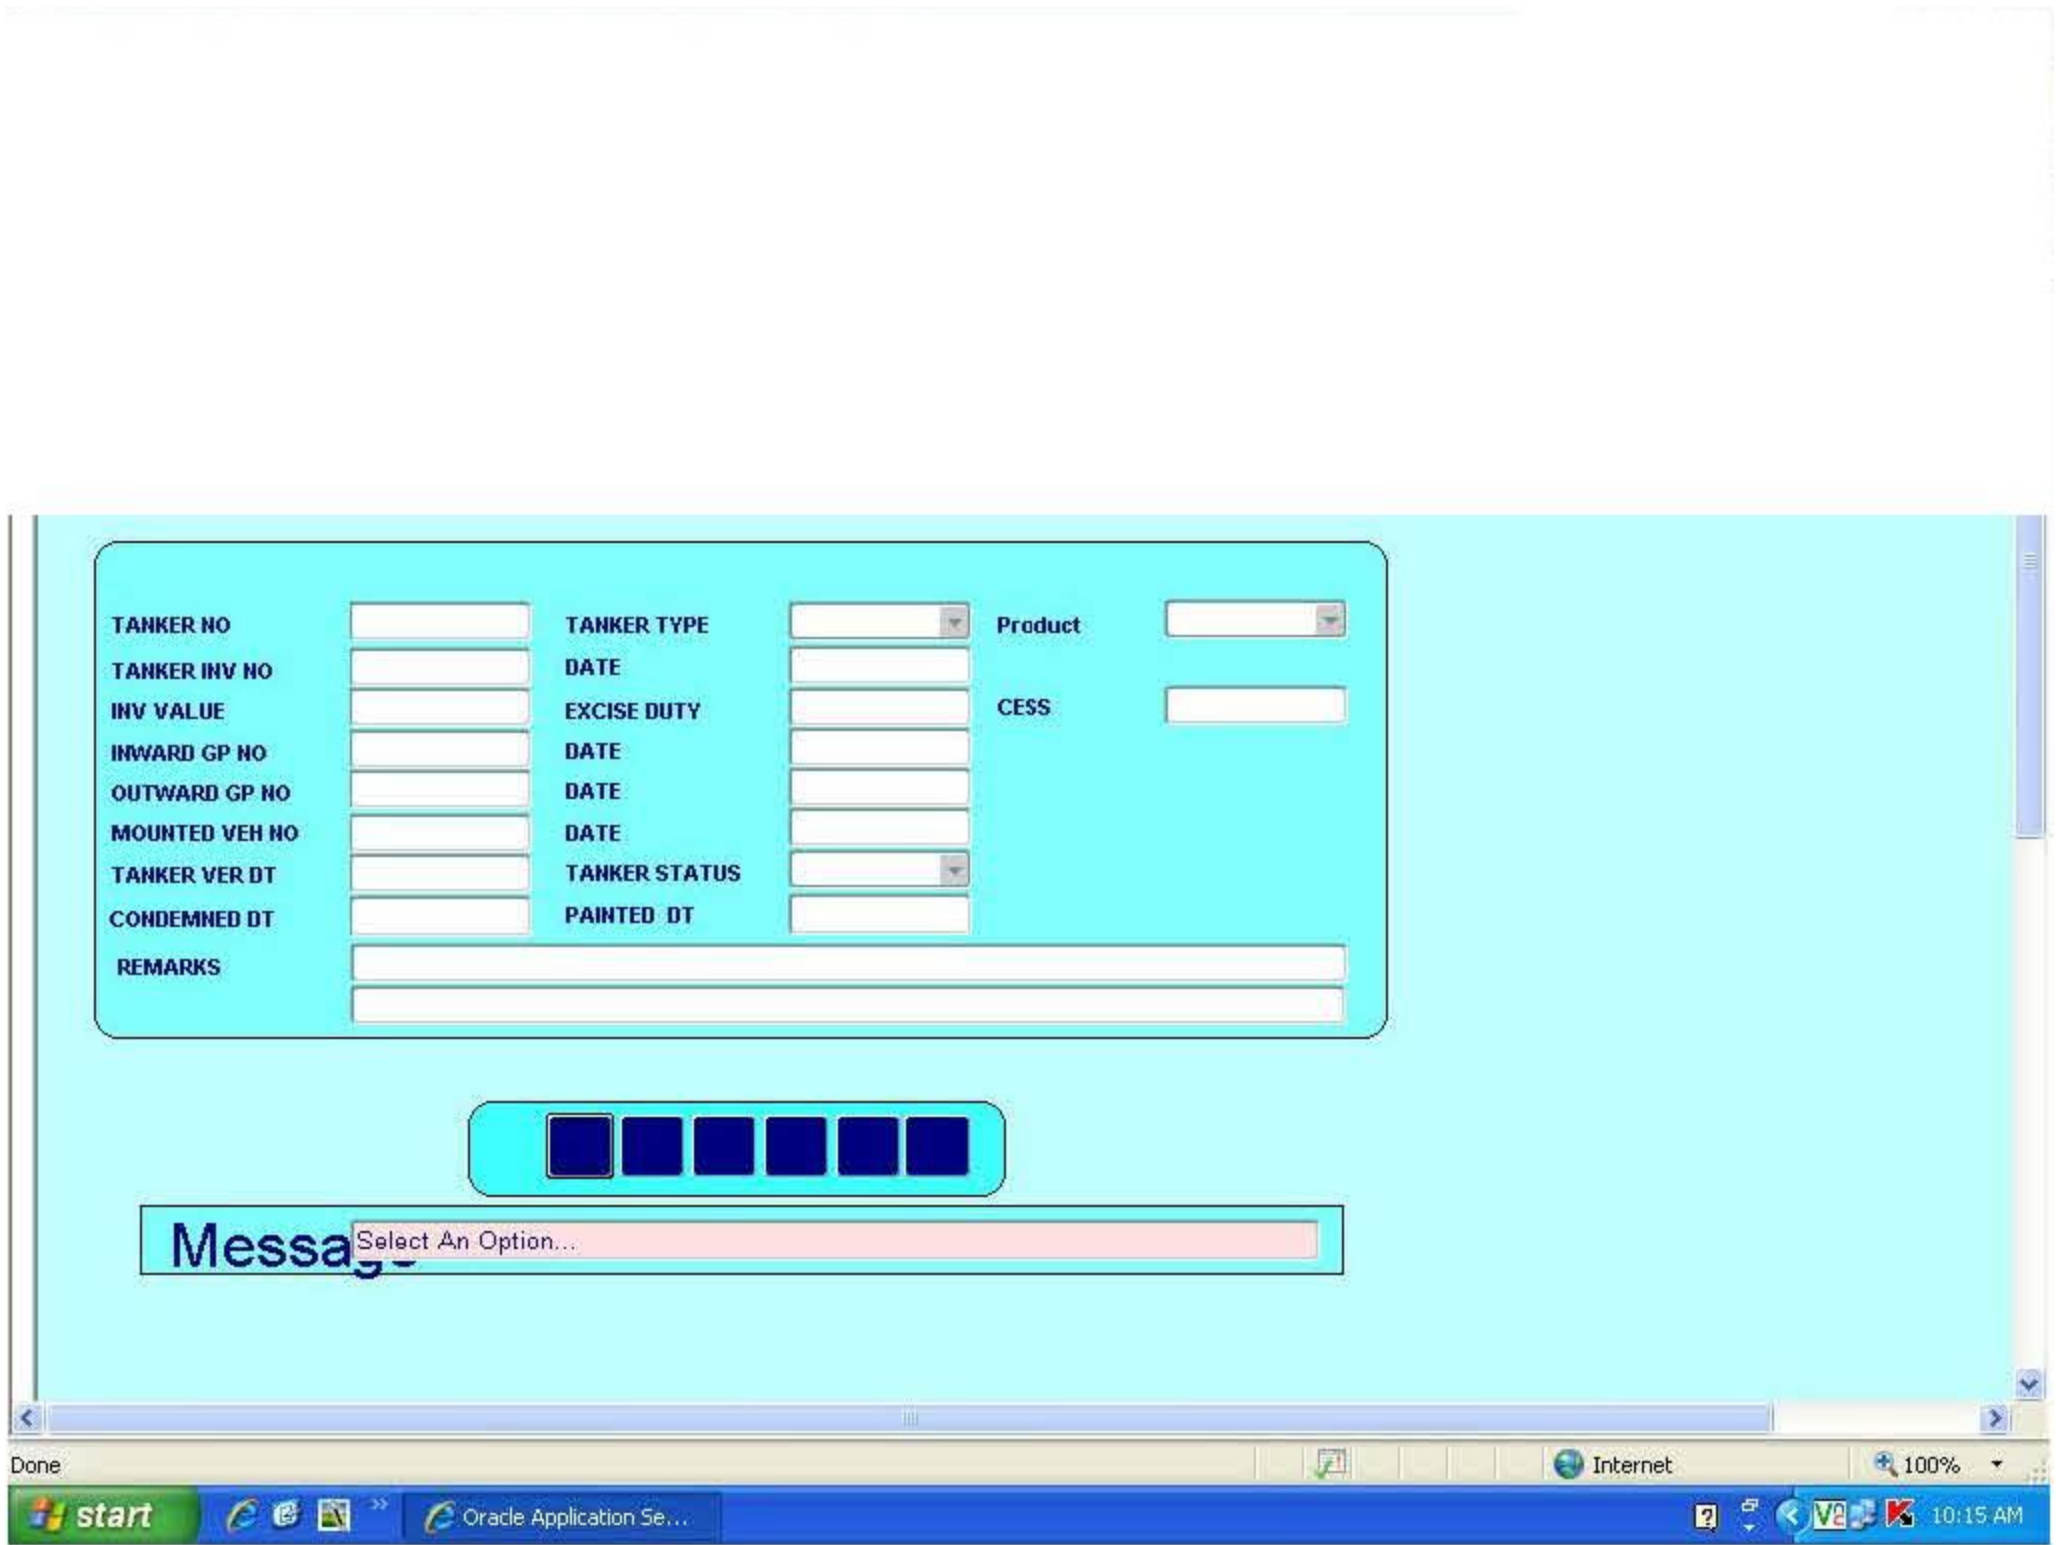 TANKER NO TANKER TYPE Product
TANKER INV NO DATE
INV VALUE EXCISE DUTY CESS
INWARD GP NO DATE
OUTWARD GP NO DATE
MOUNTED VEH NO DATE
TANKER VER DT TANKER STATUS
CONDEMNED DT PAINTED DT
REMARKS
Message Select An Option...
Done Internet 100%
start Oracle Application Se... 10:15 AM